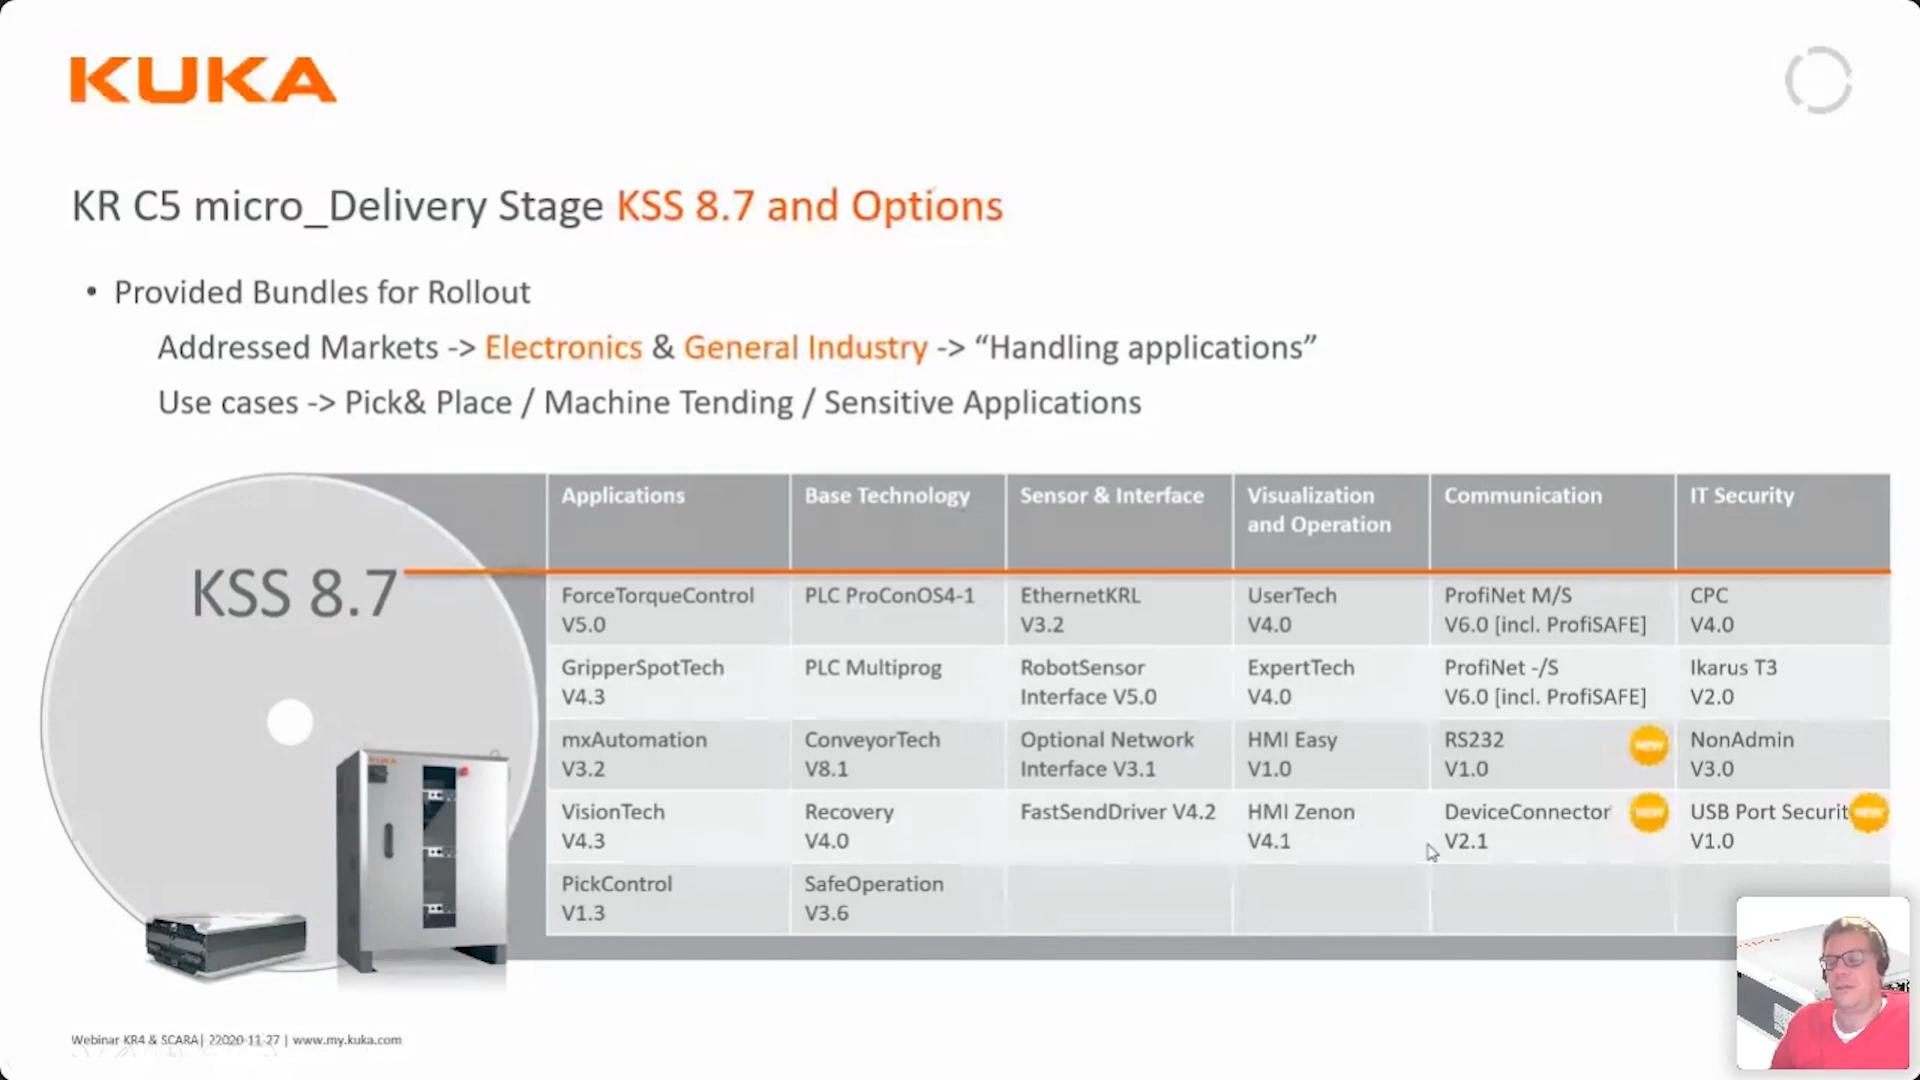 KUKA
KR C5 micro_Delivery Stage KSS 8.7 and Options
• Provided Bundles for Rollout
Addressed Markets -> Electronics & General Industry -> “Handling applications”
Use cases -> Pick& Place / Machine Tending / Sensitive Applications
KSS 8.7
Applications
Base Technology
Sensor & Interface
Visualization
and Operation
Communication
IT Security
ForceTorqueControl
V5.0
PLC ProConOS4-1
EthernetKRL
V3.2
UserTech
V4.0
ProfiNet M/S
V6.0 [incl. ProfiSAFE]
CPC
V4.0
GripperSpotTech
V4.3
PLC Multiprog
RobotSensor
Interface V5.0
ExpertTech
V4.0
ProfiNet -/S
V6.0 [incl. ProfiSAFE]
Ikarus T3
V2.0
mxAutomation
V3.2
ConveyorTech
V8.1
Optional Network
Interface V3.1
HMI Easy
V1.0
RS232
V1.0
NEW
NonAdmin
V3.0
VisionTech
V4.3
Recovery
V4.0
FastSendDriver V4.2
HMI Zenon
V4.1
DeviceConnector
V2.1
NEW
USB Port Securit
V1.0
NEW
PickControl
V1.3
SafeOperation
V3.6
KUKA
Webinar KR4 & SCARA| 22020-11-27 | www.my.kuka.com